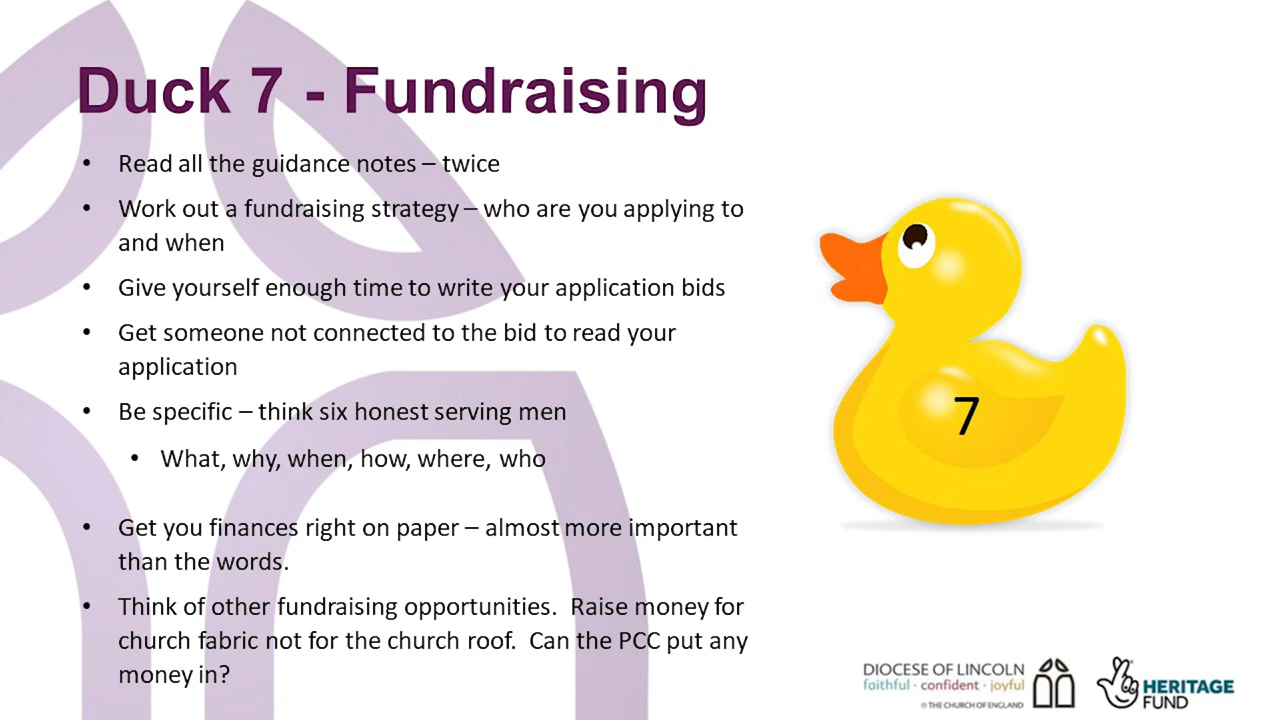 Duck 7 - Fundraising
• Read all the guidance notes – twice
• Work out a fundraising strategy – who are you applying to
and when
• Give yourself enough time to write your application bids
• Get someone not connected to the bid to read your
application
• Be specific – think six honest serving men
• What, why, when, how, where, who
• Get you finances right on paper – almost more important
than the words.
• Think of other fundraising opportunities.  Raise money for
church fabric not for the church roof.  Can the PCC put any
money in?
7
DIOCESE OF LINCOLN
faithful · confident · joyful
© THE CHURCH OF ENGLAND
HERITAGE
FUND